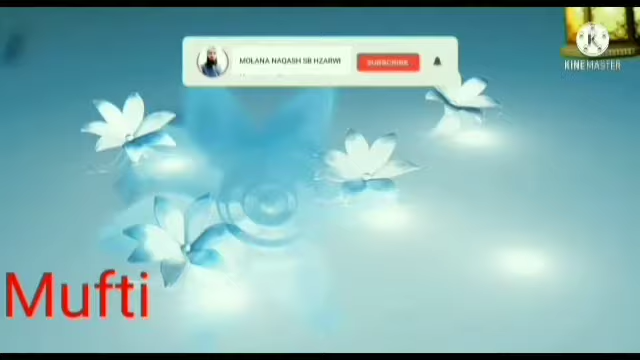 MOLANA NAQASH SB HZARWI
SUBSCRIBE
KINEMASTER
Mufti